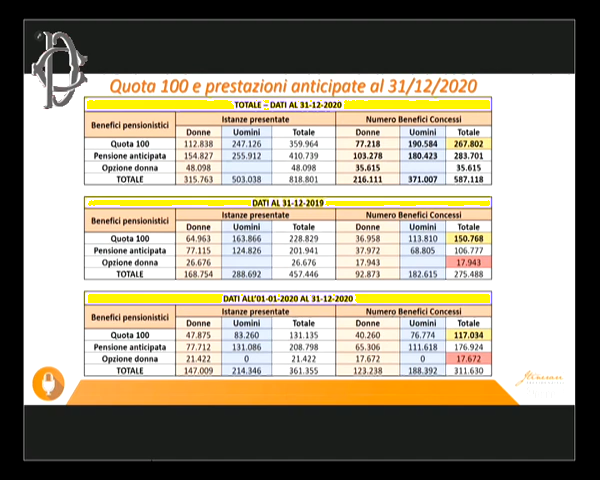 Quota 100 e prestazioni anticipate al 31/12/2020
TOTALE – DATI AL 31-12-2020
Benefici pensionistici Istanze presentate Numero Benefici Concessi
Donne Uomini Totale Donne Uomini Totale
Quota 100 112.838 247.126 359.964 77.218 190.584 267.802
Pensione anticipata 154.827 255.912 410.739 103.278 180.423 283.701
Opzione donna 48.098 48.098 35.615 35.615
TOTALE 315.763 503.038 818.801 216.111 371.007 587.118
DATI AL 31-12-2019
Benefici pensionistici Istanze presentate Numero Benefici Concessi
Donne Uomini Totale Donne Uomini Totale
Quota 100 64.963 163.866 228.829 36.958 113.810 150.768
Pensione anticipata 77.115 124.826 201.941 37.972 68.805 106.777
Opzione donna 26.676 26.676 17.943 17.943
TOTALE 168.754 288.692 457.446 92.873 182.615 275.488
DATI ALL'01-01-2020 AL 31-12-2020
Benefici pensionistici Istanze presentate Numero Benefici Concessi
Donne Uomini Totale Donne Uomini Totale
Quota 100 47.875 83.260 131.135 40.260 76.774 117.034
Pensione anticipata 77.712 131.086 208.798 65.306 111.618 176.924
Opzione donna 21.422 0 21.422 17.672 0 17.672
TOTALE 147.009 214.346 361.355 123.238 188.392 311.630